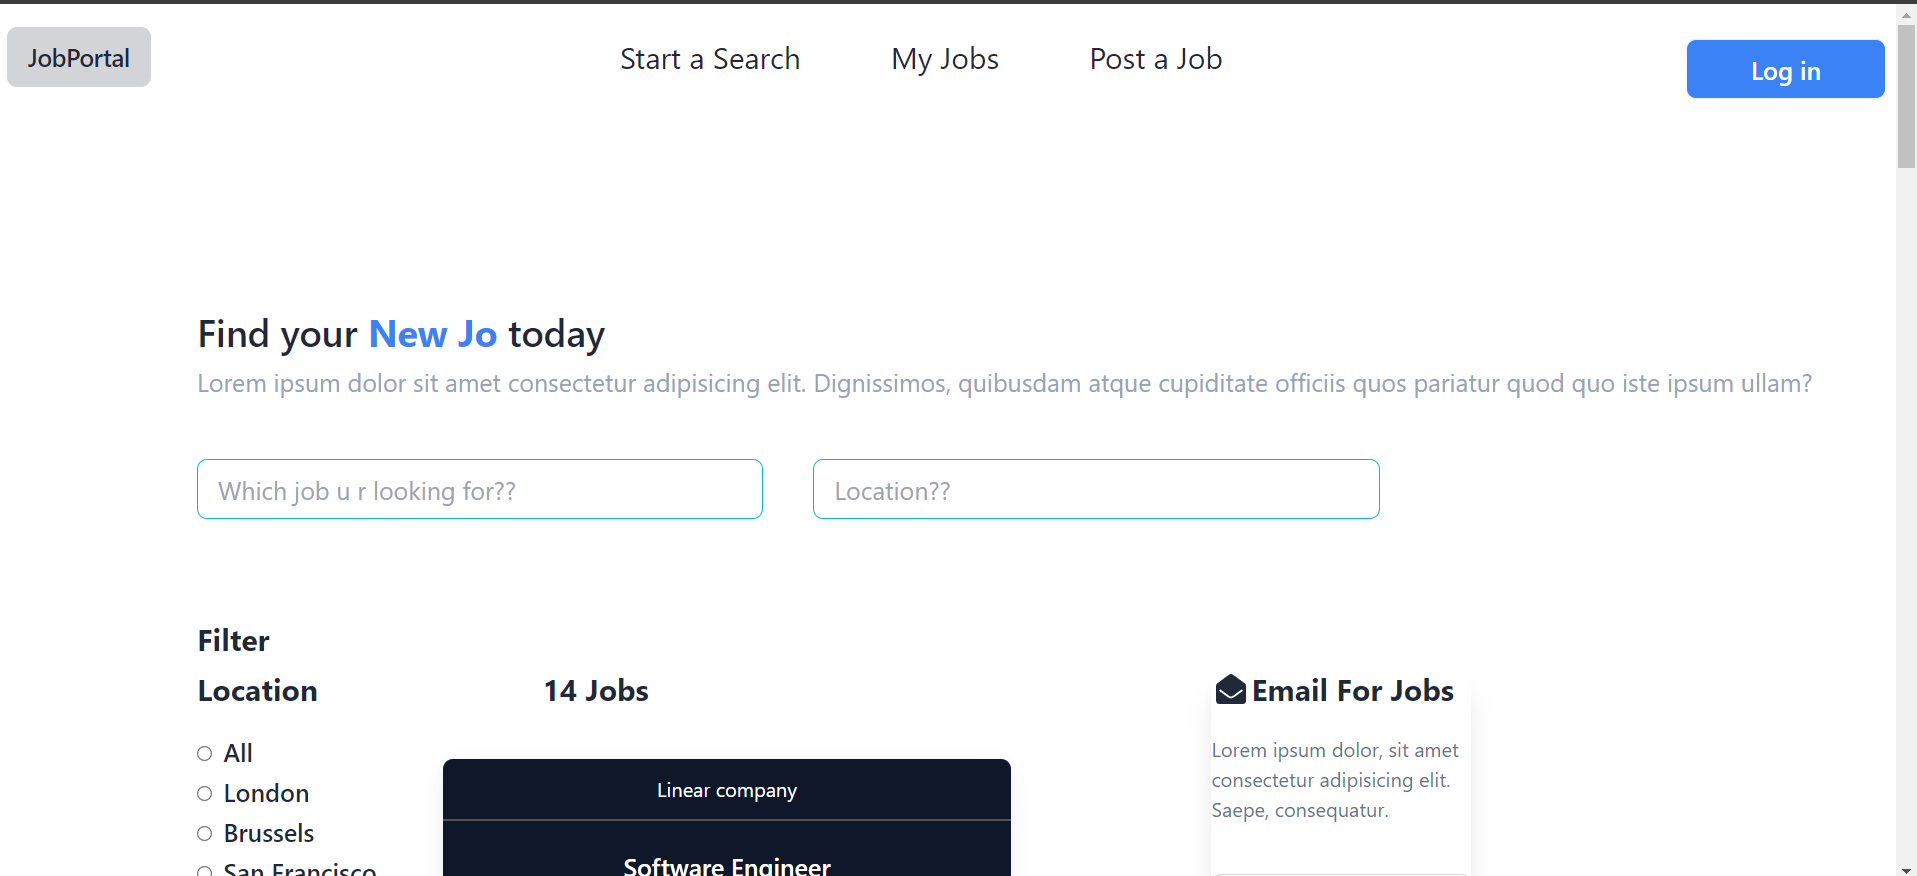 JobPortal
Start a Search
My Jobs
Post a Job
Log in
Find your New Jo today
Lorem ipsum dolor sit amet consectetur adipisicing elit. Dignissimos, quibusdam atque cupiditate officiis quos pariatur quod quo iste ipsum ullam?
Which job u r looking for??
Location??
Filter
Location
All
London
Brussels
San Francisco
14 Jobs
Linear company
Software Engineer
Email For Jobs
Lorem ipsum dolor, sit amet
consectetur adipisicing elit.
Saepe, consequatur.